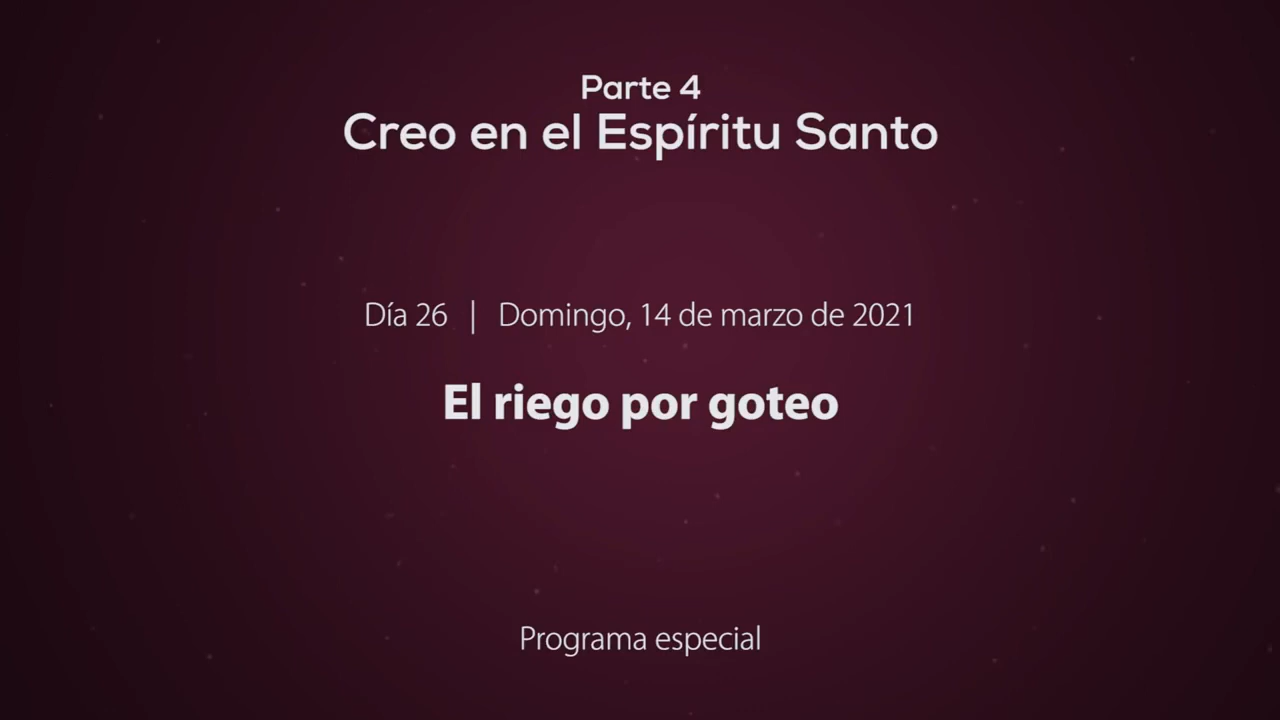 Parte 4
Creo en el Espíritu Santo
Día 26 | Domingo, 14 de marzo de 2021
El riego por goteo
Programa especial